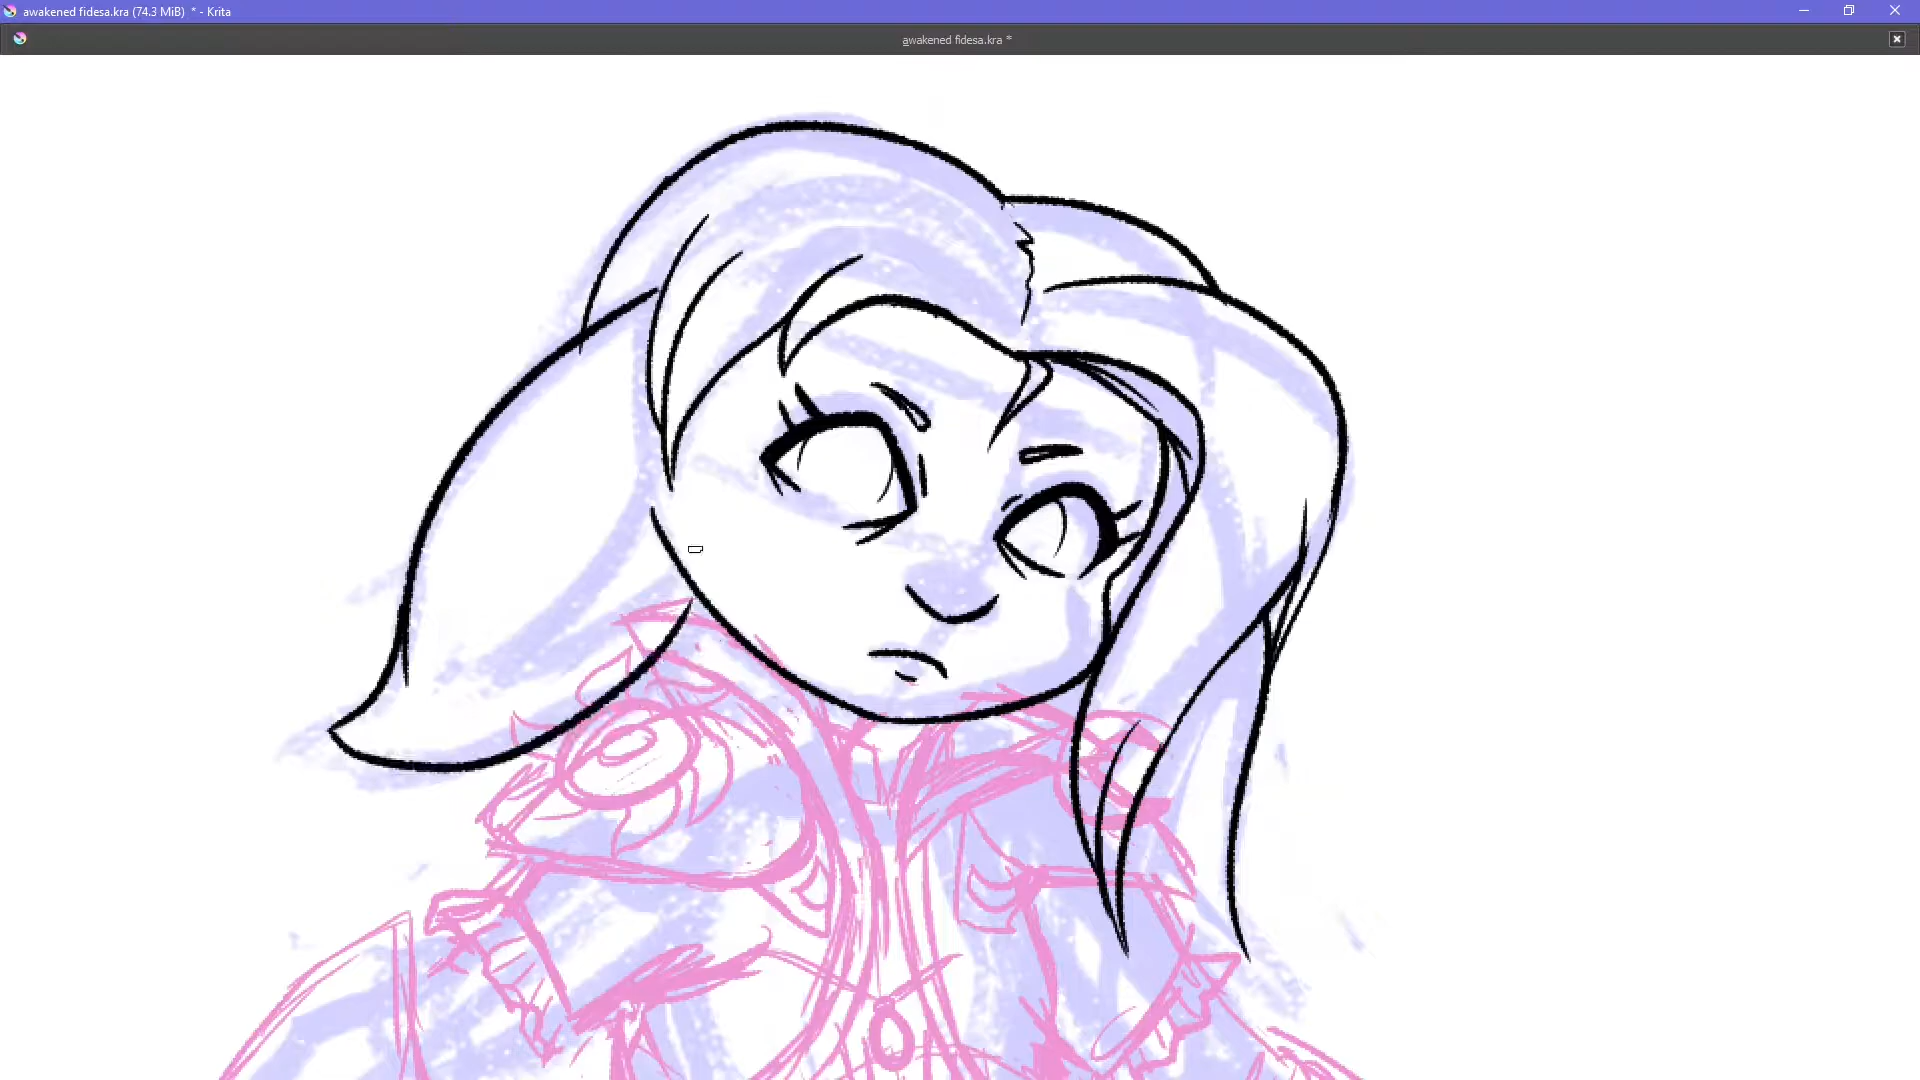 awakened fidesa.kra (74.3 MiB)  * - Krita
awakened fidesa.kra *